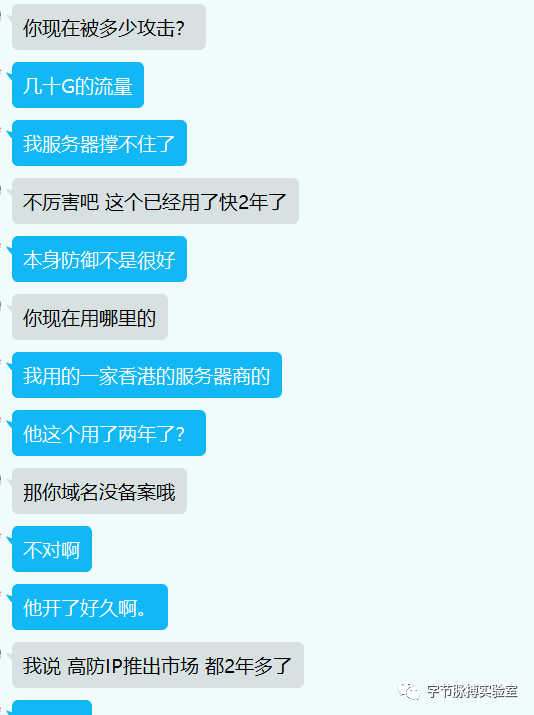 你现在被多少攻击？
几十G的流量
我服务器撑不住了
不厉害吧 这个已经用了快2年了
本身防御不是很好
你现在用哪里的
我用的一家香港的服务器商的
他这个用了两年了？
那你域名没备案哦
不对啊
他开了好久啊。
我说 高防IP推出市场 都2年多了
字节脉搏实验室